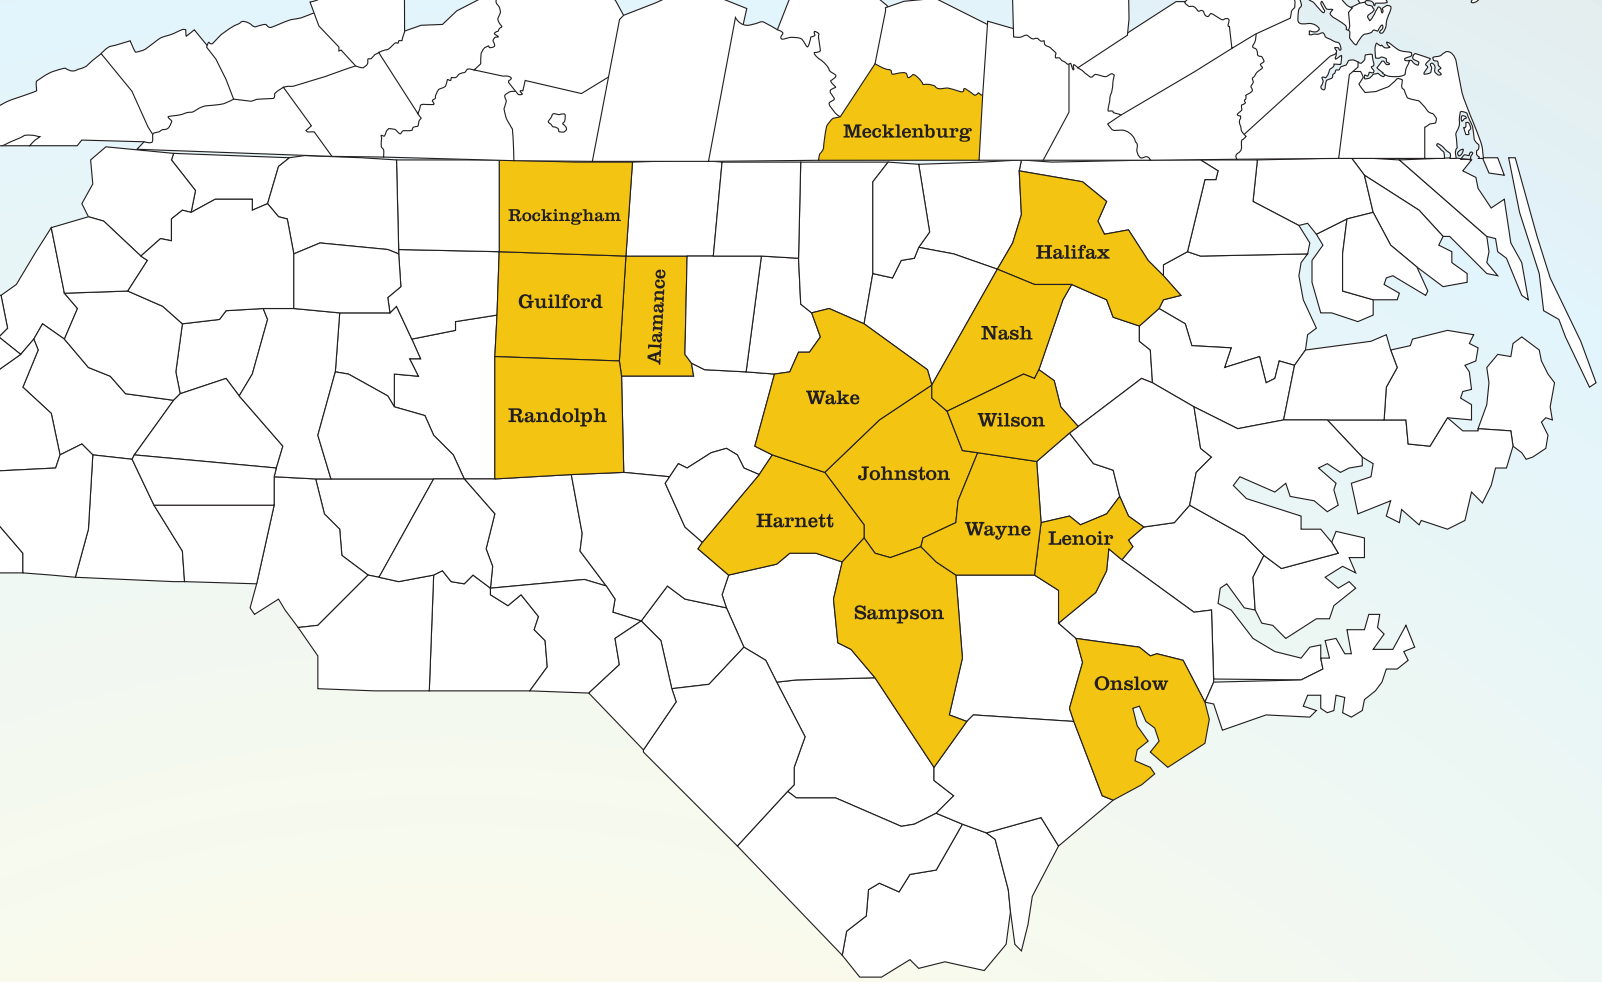 Mecklenburg
Rockingham
Halifax
Guilford
Alamance
Nash
Randolph
Wake
Wilson
Johnston
Harnett
Wayne
Lenoir
Sampson
Onslow